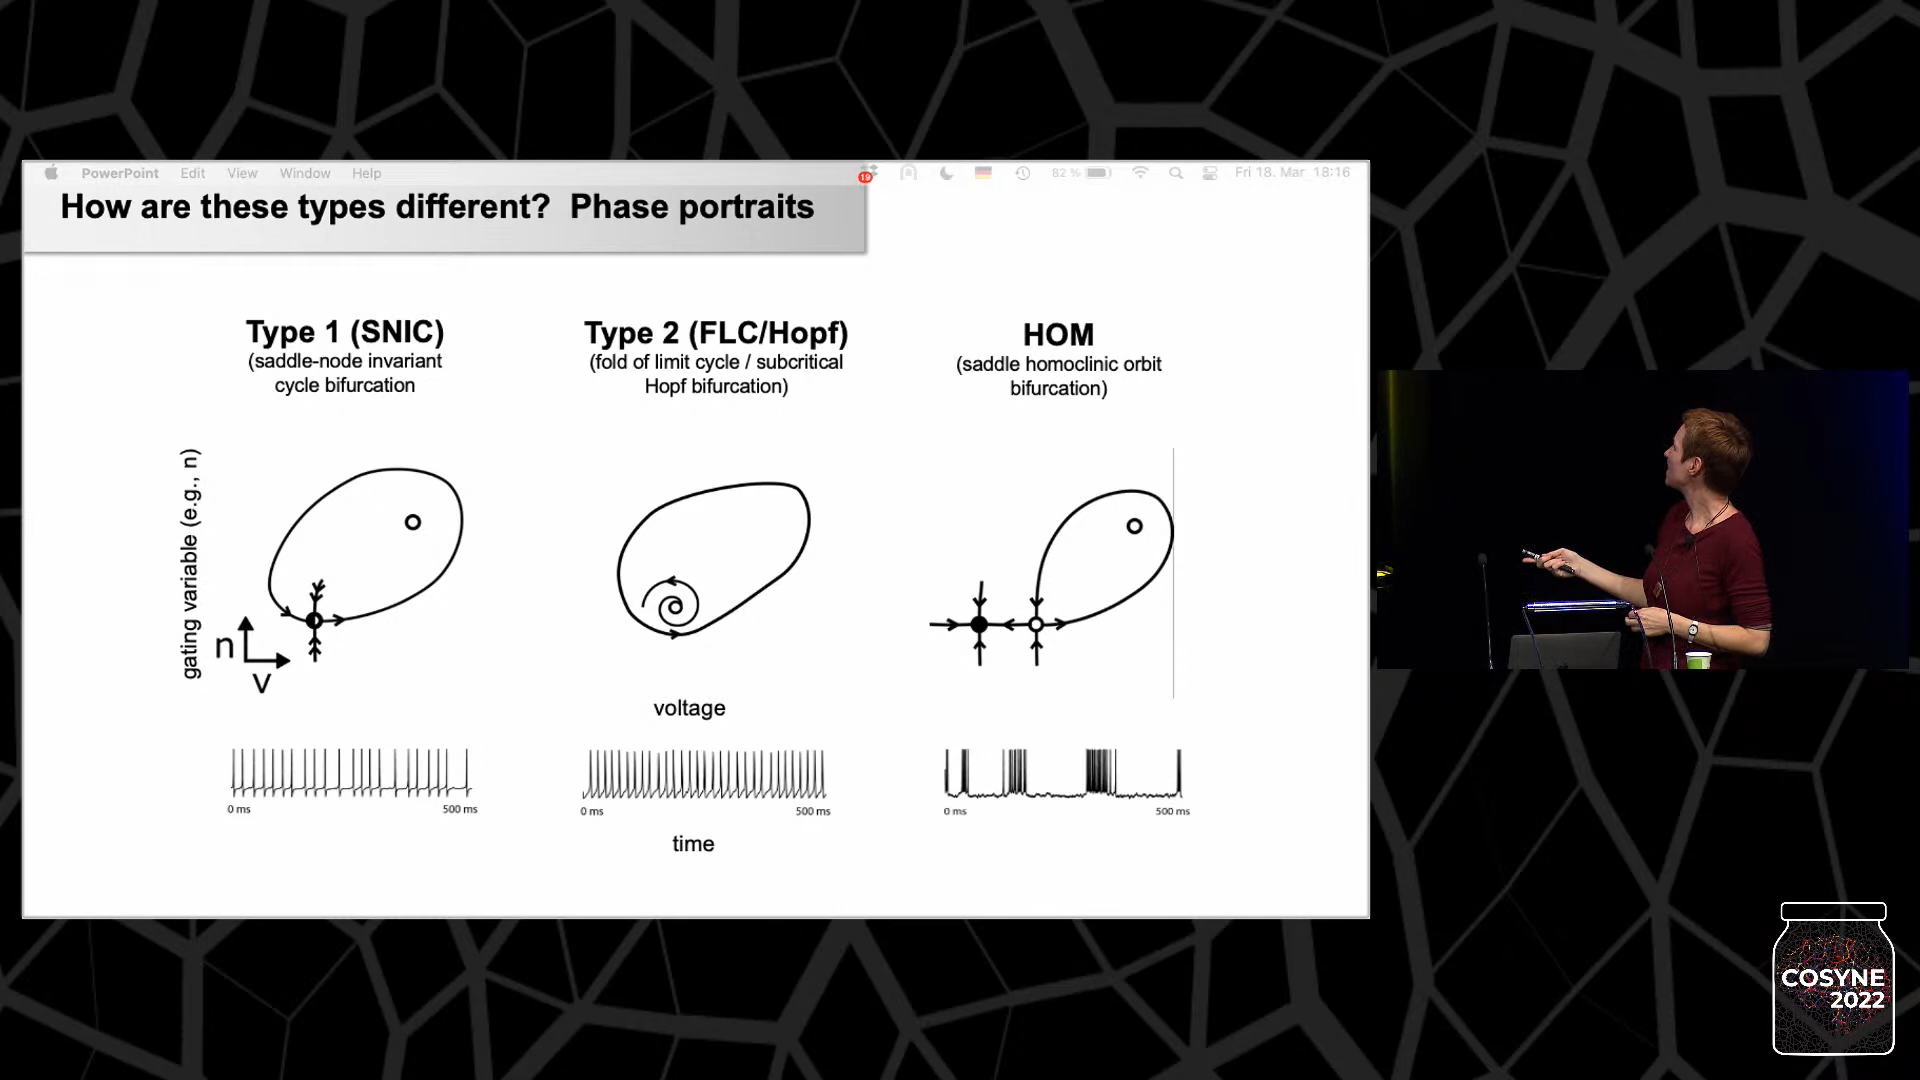 PowerPoint Edit View Window Help
19
82 %
Fri 18. Mar 18:16
How are these types different? Phase portraits
Type 1 (SNIC)
(saddle-node invariant
cycle bifurcation
Type 2 (FLC/Hopf)
(fold of limit cycle / subcritical
Hopf bifurcation)
HOM
(saddle homoclinic orbit
bifurcation)
gating variable (e.g., n)
n
V
voltage
0 ms
500 ms
0 ms
500 ms
0 ms
500 ms
time
COSYNE
2022